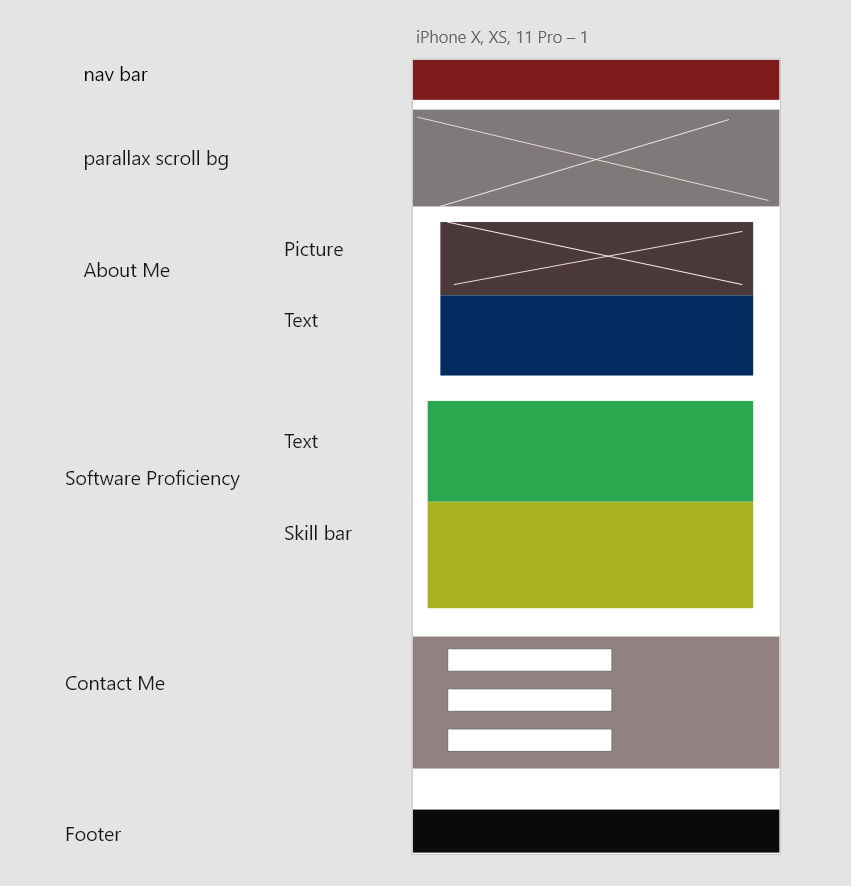 iPhone X, XS, 11 Pro – 1
nav bar
parallax scroll bg
Picture
About Me
Text
Text
Software Proficiency
Skill bar
Contact Me
Footer